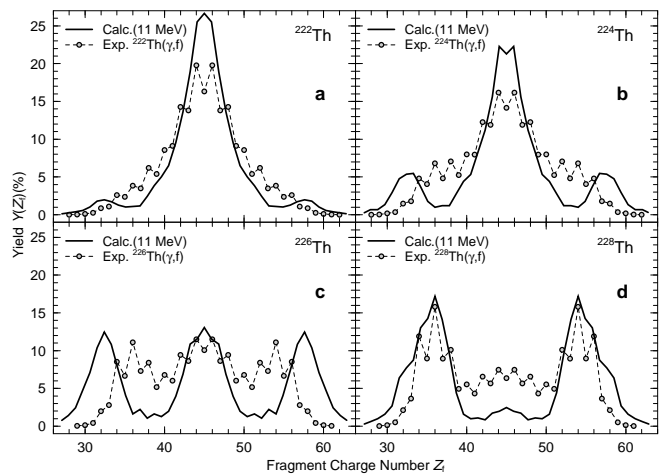 Calc.(11 MeV)
Exp. ²²²Th(γ,f)
²²²Th
a
Calc.(11 MeV)
Exp. ²²⁴Th(γ,f)
²²⁴Th
b
Calc.(11 MeV)
Exp. ²²⁶Th(γ,f)
²²⁶Th
c
Calc.(11 MeV)
Exp. ²²⁸Th(γ,f)
²²⁸Th
d
25
20
15
10
5
0
25
20
15
10
5
0
Yield Y(Zf)(%)
30 40 50 60 30 40 50 60
Fragment Charge Number Zf